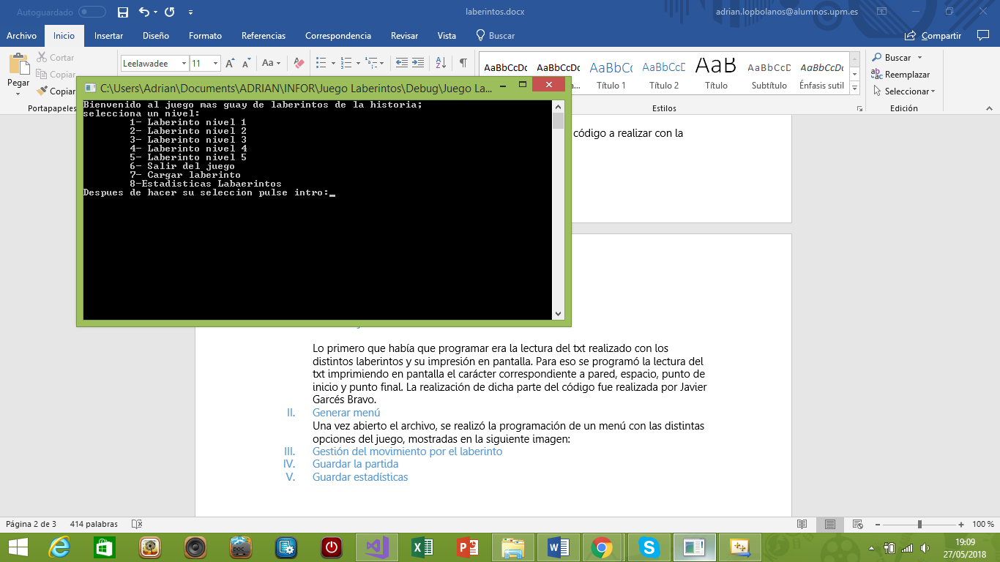 Autoguardado
laberintos.docx
adrian.lopbolanos@alumnos.upm.es
Archivo Inicio Insertar Diseño Formato Referencias Correspondencia Revisar Vista Buscar Compartir
Pegar
Cortar
Copiar
Copiar
Portapapeles
Leelawadee 11
AaBbCcDc AaBbCcDc AaBbCc AaBbCcD AaB AaBbCcD AaBbCcDc
a... Título 1 Título 2 Título Subtítulo Énfasis sutil
Estilos
Buscar
Reemplazar
Seleccionar
Edición
C:\Users\Adrian\Documents\ADRIAN\INFOR\Juego Laberintos\Debug\Juego La...
Bienvenido al juego mas guay de laberintos de la historia;
selecciona un nivel:
1- Laberinto nivel 1
2- Laberinto nivel 2
3- Laberinto nivel 3
4- Laberinto nivel 4
5- Laberinto nivel 5
6- Salir del juego
7- Cargar laberinto
8-Estadisticas Labaerintos
Despues de hacer su seleccion pulse intro:_
código a realizar con la
Lo primero que había que programar era la lectura del txt realizado con los
distintos laberintos y su impresión en pantalla. Para eso se programó la lectura del
txt imprimiendo en pantalla el carácter correspondiente a pared, espacio, punto de
inicio y punto final. La realización de dicha parte del código fue realizada por Javier
Garcés Bravo.
II. Generar menú
Una vez abierto el archivo, se realizó la programación de un menú con las distintas
opciones del juego, mostradas en la siguiente imagen:
III. Gestión del movimiento por el laberinto
IV. Guardar la partida
V. Guardar estadísticas
Página 2 de 3 414 palabras 100 %
19:09
27/05/2018